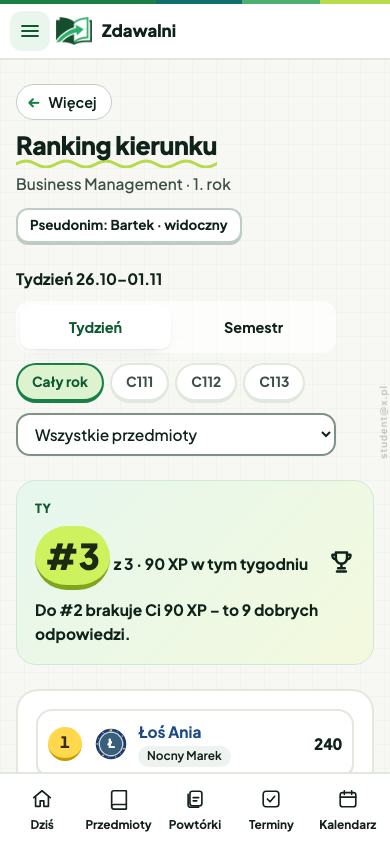 Zdawalni
Więcej
Ranking kierunku
Business Management · 1. rok
Pseudonim: Bartek · widoczny
Tydzień 26.10–01.11
Tydzień
Semestr
Cały rok
C111
C112
C113
Wszystkie przedmioty
student@x.pl
TY
#3 z 3 · 90 XP w tym tygodniu
Do #2 brakuje Ci 90 XP – to 9 dobrych
odpowiedzi.
1
Ł
Łoś Ania
Nocny Marek
240
Dziś
Przedmioty
Powtórki
Terminy
Kalendarz